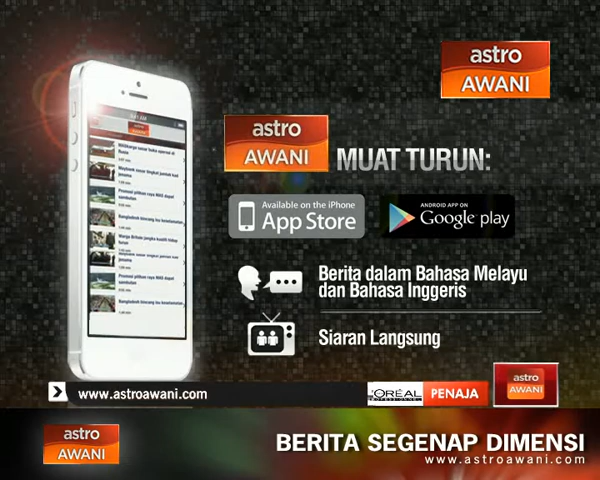 astro
AWANI
astro
AWANI
MUAT TURUN:
Available on the iPhone
App Store
ANDROID APP ON
Google play
Berita dalam Bahasa Melayu
dan Bahasa Inggeris
Siaran Langsung
www.astroawani.com
L'ORÉAL
PROFESSIONNEL
PENAJA
astro
AWANI
astro
AWANI
BERITA SEGENAP DIMENSI
www.astroawani.com